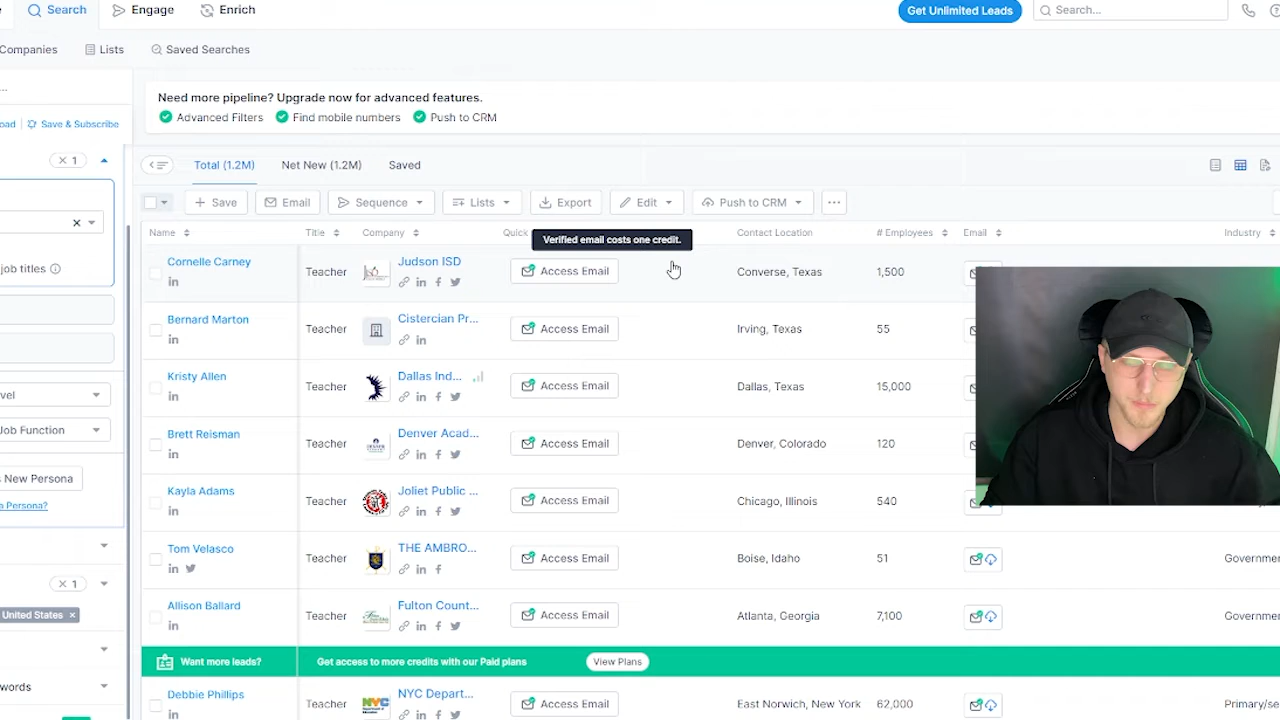 Search
Engage
Enrich
Get Unlimited Leads
Search...
Companies
Lists
Saved Searches
...
Need more pipeline? Upgrade now for advanced features.
Advanced Filters
Find mobile numbers
Push to CRM
Save & Subscribe
× 1
Total (1.2M)
Net New (1.2M)
Saved
+ Save
Email
Sequence
Lists
Export
Edit
Push to CRM
...
Name
Title
Company
Quick
Verified email costs one credit.
Contact Location
# Employees
Email
Industry
job titles
Cornelle Carney
Teacher
Judson ISD
Access Email
Converse, Texas
1,500
Bernard Marton
Teacher
Cistercian Pr...
Access Email
Irving, Texas
55
Kristy Allen
Teacher
Dallas Ind...
Access Email
Dallas, Texas
15,000
Job Function
Brett Reisman
Teacher
Denver Acad...
Access Email
Denver, Colorado
120
New Persona
Persona?
Kayla Adams
Teacher
Joliet Public ...
Access Email
Chicago, Illinois
540
Tom Velasco
Teacher
THE AMBRO...
Access Email
Boise, Idaho
51
Governme
× 1
United States ×
Allison Ballard
Teacher
Fulton Count...
Access Email
Atlanta, Georgia
7,100
Governme
Want more leads?
Get access to more credits with our Paid plans
View Plans
words
Debbie Phillips
Teacher
NYC Depart...
Access Email
East Norwich, New York
62,000
Primary/se